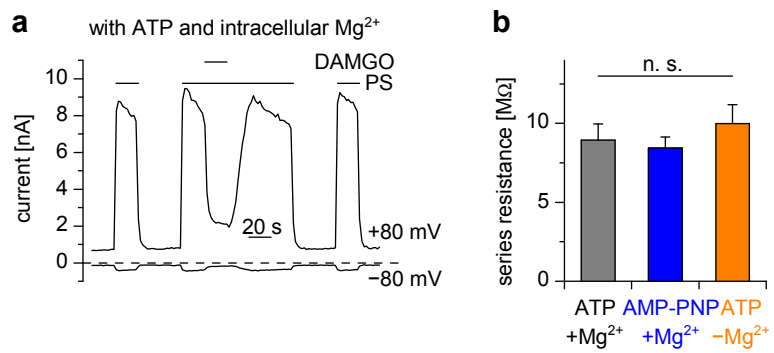 a
with ATP and intracellular Mg²⁺
DAMGO
PS
current [nA]
10
8
6
4
2
0
20 s
+80 mV
−80 mV
b
n. s.
series resistance [MΩ]
10
5
0
ATP
+Mg²⁺
AMP-PNP
+Mg²⁺
ATP
−Mg²⁺